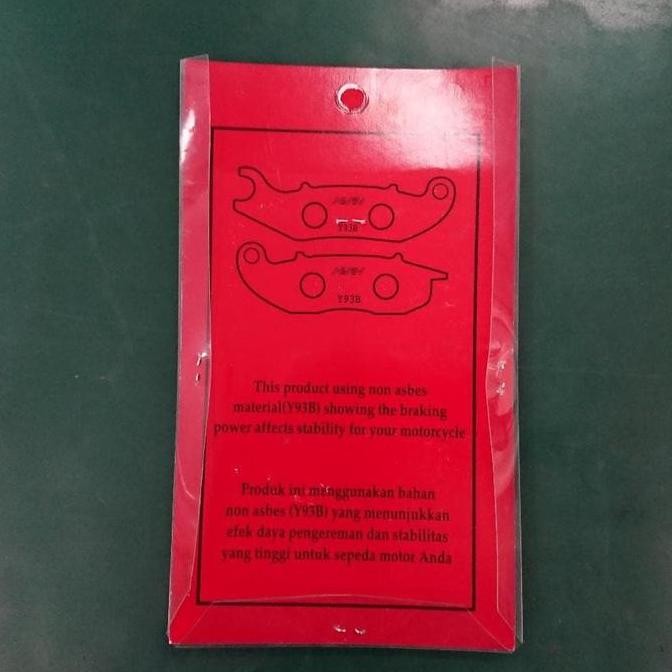 Y93B
Y93B
This product using non asbes
material(Y93B) showing the braking
power affects stability for your motorcycle
Produk ini menggunakan bahan
non asbes (Y93B) yang menunjukkan
efek daya pengereman dan stabilitas
yang tinggi untuk sepeda motor Anda